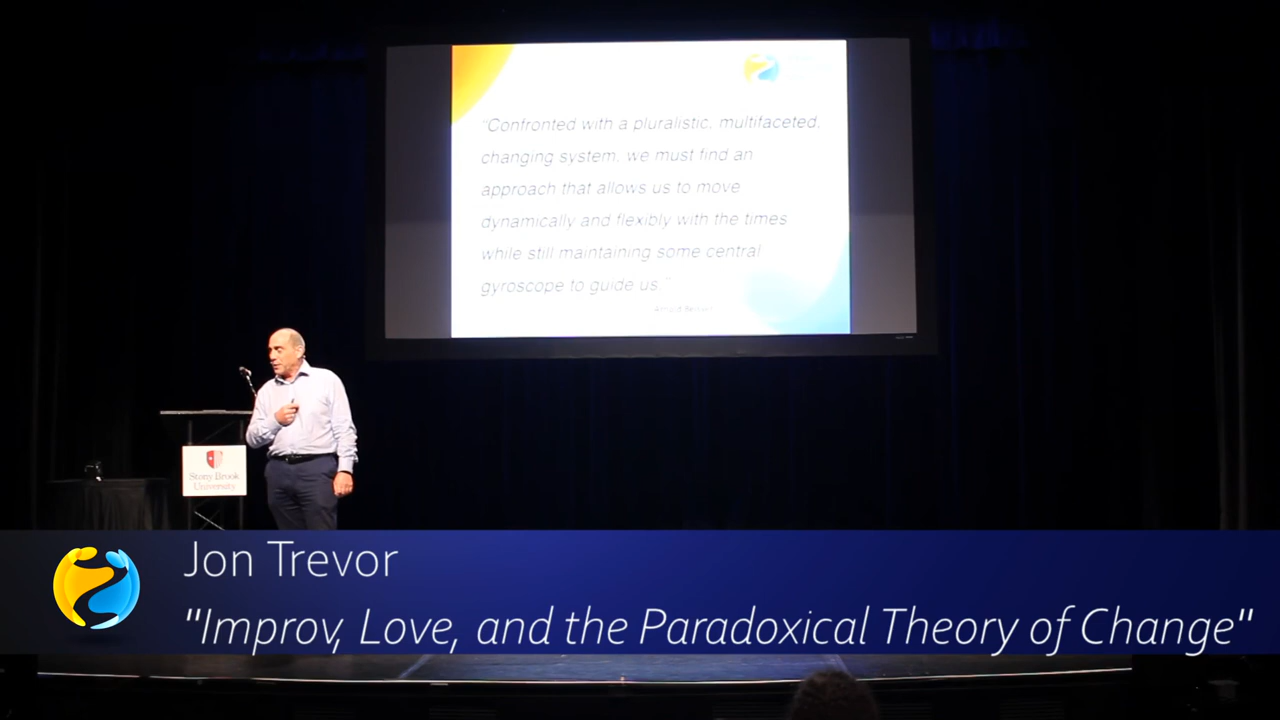 "Confronted with a pluralistic, multifaceted,
changing system, we must find an
approach that allows us to move
dynamically and flexibly with the times
while still maintaining some central
gyroscope to guide us."
Stony Brook
University
Jon Trevor
"Improv, Love, and the Paradoxical Theory of Change"